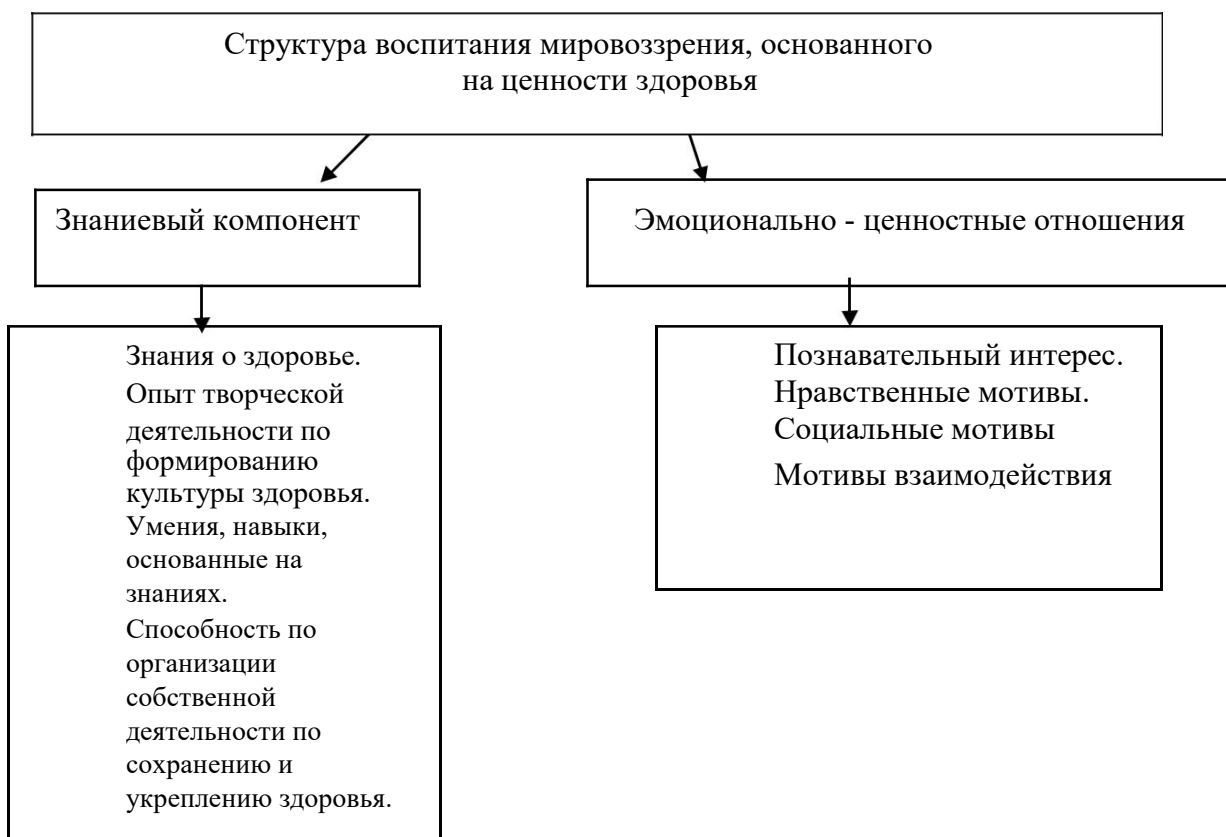 Структура воспитания мировоззрения, основанного
на ценности здоровья
Знаниевый компонент
Эмоционально - ценностные отношения
Знания о здоровье.
Опыт творческой
деятельности по
формированию
культуры здоровья.
Умения, навыки,
основанные на
знаниях.
Способность по
организации
собственной
деятельности по
сохранению и
укреплению здоровья.
Познавательный интерес.
Нравственные мотивы.
Социальные мотивы
Мотивы взаимодействия